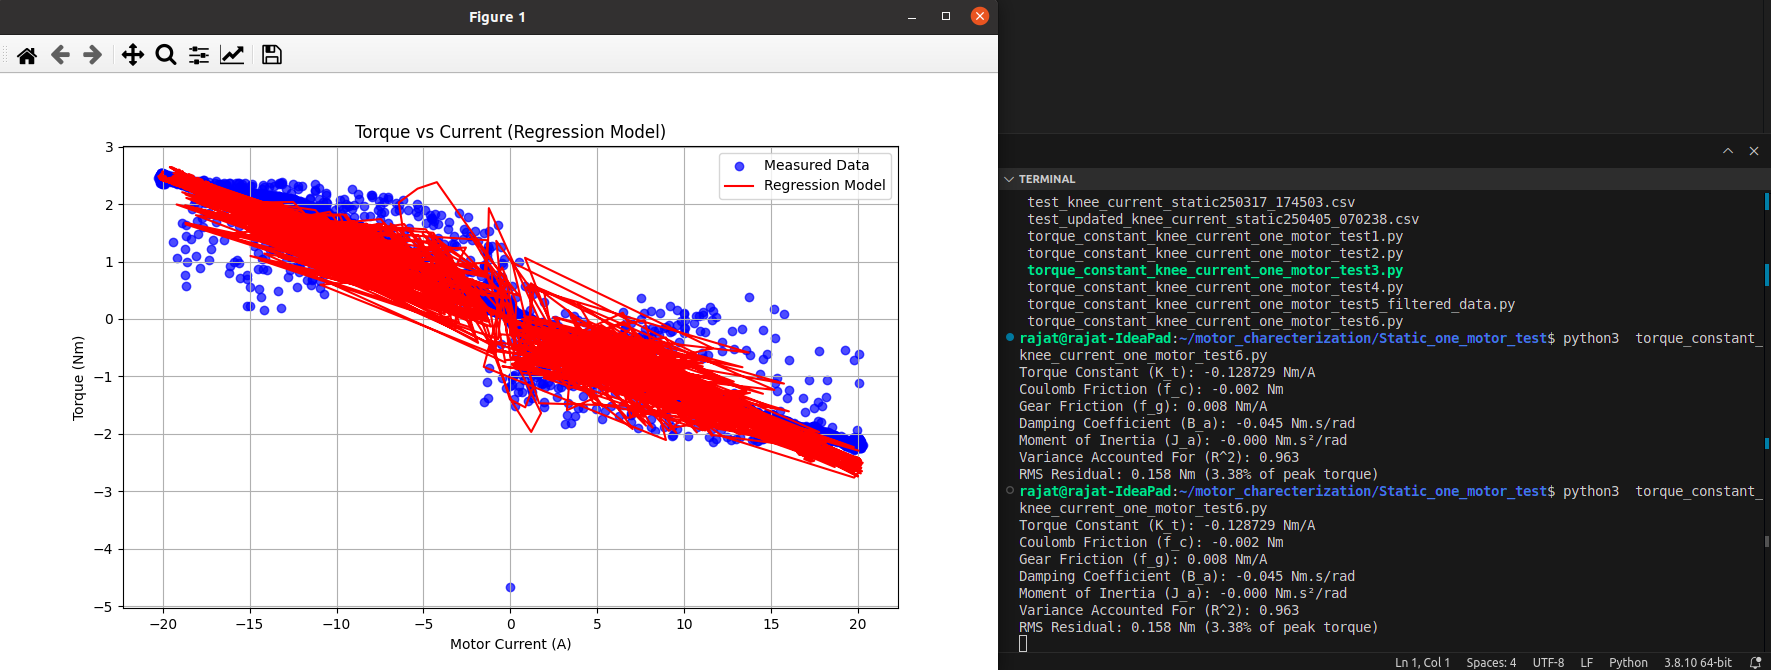 Figure 1
Torque vs Current (Regression Model)
Measured Data
Regression Model
3
2
1
0
−1
−2
−3
−4
−5
Torque (Nm)
−20 −15 −10 −5 0 5 10 15 20
Motor Current (A)
TERMINAL
test_knee_current_static250317_174503.csv
test_updated_knee_current_static250405_070238.csv
torque_constant_knee_current_one_motor_test1.py
torque_constant_knee_current_one_motor_test2.py
torque_constant_knee_current_one_motor_test3.py
torque_constant_knee_current_one_motor_test4.py
torque_constant_knee_current_one_motor_test5_filtered_data.py
torque_constant_knee_current_one_motor_test6.py
rajat@rajat-IdeaPad:~/motor_charecterization/Static_one_motor_test$ python3  torque_constant_
knee_current_one_motor_test6.py
Torque Constant (K_t): -0.128729 Nm/A
Coulomb Friction (f_c): -0.002 Nm
Gear Friction (f_g): 0.008 Nm/A
Damping Coefficient (B_a): -0.045 Nm.s/rad
Moment of Inertia (J_a): -0.000 Nm.s²/rad
Variance Accounted For (R^2): 0.963
RMS Residual: 0.158 Nm (3.38% of peak torque)
rajat@rajat-IdeaPad:~/motor_charecterization/Static_one_motor_test$ python3  torque_constant_
knee_current_one_motor_test6.py
Torque Constant (K_t): -0.128729 Nm/A
Coulomb Friction (f_c): -0.002 Nm
Gear Friction (f_g): 0.008 Nm/A
Damping Coefficient (B_a): -0.045 Nm.s/rad
Moment of Inertia (J_a): -0.000 Nm.s²/rad
Variance Accounted For (R^2): 0.963
RMS Residual: 0.158 Nm (3.38% of peak torque)
Ln 1, Col 1 Spaces: 4 UTF-8 LF Python 3.8.10 64-bit